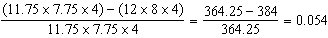 (11.75 x 7.75 x 4) – (12 x 8 x 4) / 11.75 x 7.75 x 4 = 364.25 – 384 / 364.25 = 0.054